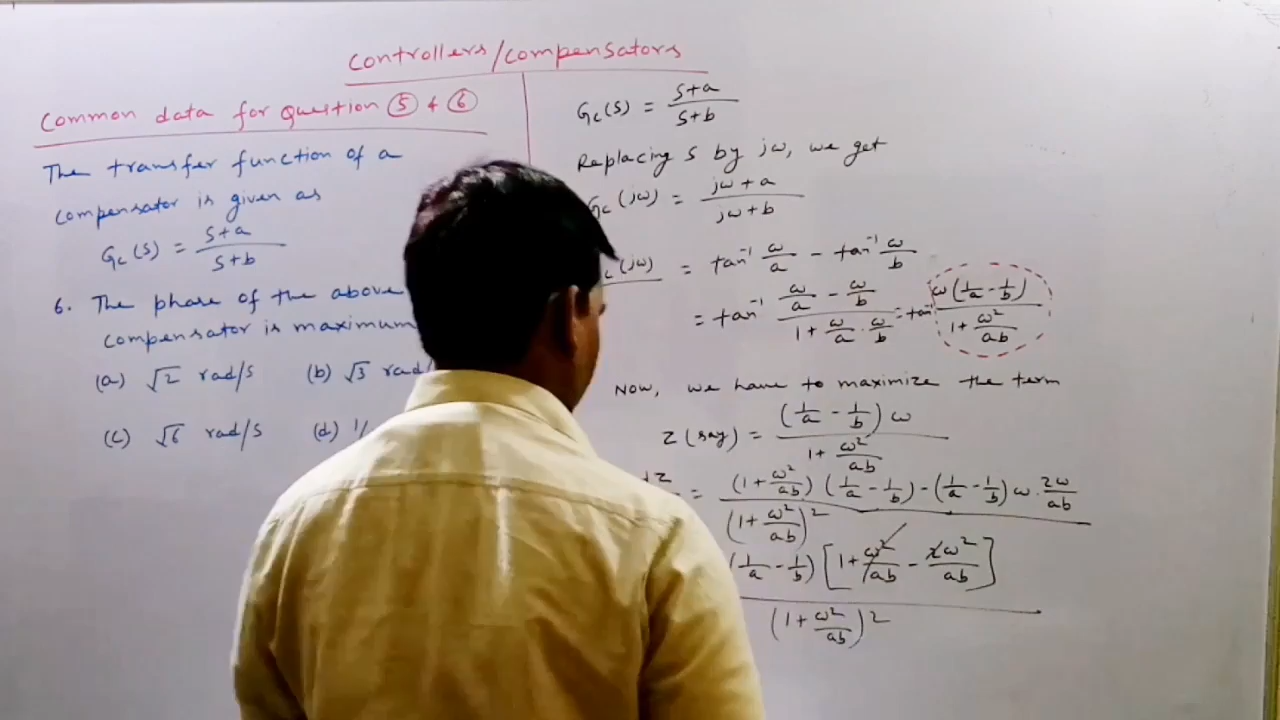 Controllers/Compensators
Common data for Question ⑤ & ⑥
The transfer function of a
compensator is given as
Gc(s) = (s+a)/(s+b)
6. The phase of the above
compensator is maximum
(a) √2 rad/s (b) √3 rad/
(c) √6 rad/s (d) 1/
Gc(s) = (s+a)/(s+b)
Replacing s by jω, we get
Gc(jω) = (jω+a)/(jω+b)
c(jω) = tan⁻¹ ω/a − tan⁻¹ ω/b
= tan⁻¹ (ω/a − ω/b)/(1 + ω/a · ω/b) = tan⁻¹ ω(1/a − 1/b)/(1 + ω²/ab)
Now, we have to maximize the term
Z (say) = (1/a − 1/b) ω/(1 + ω²/ab)
dz = [(1 + ω²/ab)(1/a − 1/b) − (1/a − 1/b) ω · 2ω/ab]/(1 + ω²/ab)²
(1/a − 1/b)[1 + ω²/ab − 2ω²/ab]/(1 + ω²/ab)²